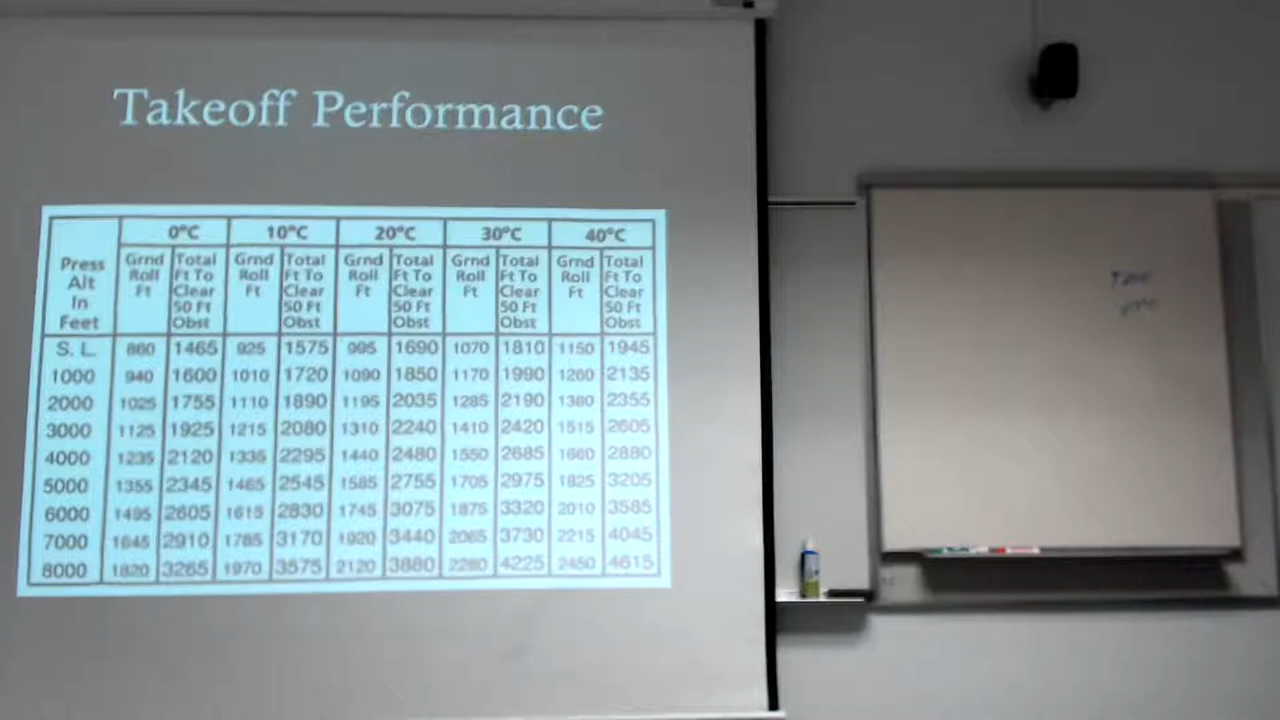 Takeoff Performance
0°C 10°C 20°C 30°C 40°C
Press Alt In Feet Grnd Roll Ft Total Ft To Clear 50 Ft Obst Grnd Roll Ft Total Ft To Clear 50 Ft Obst Grnd Roll Ft Total Ft To Clear 50 Ft Obst Grnd Roll Ft Total Ft To Clear 50 Ft Obst Grnd Roll Ft Total Ft To Clear 50 Ft Obst
S. L. 860 1465 925 1575 995 1690 1070 1810 1150 1945
1000 940 1600 1010 1720 1090 1850 1170 1990 1260 2135
2000 1025 1755 1110 1890 1195 2035 1285 2190 1380 2355
3000 1125 1925 1215 2080 1310 2240 1410 2420 1515 2605
4000 1235 2120 1335 2295 1440 2480 1550 2685 1660 2880
5000 1355 2345 1465 2545 1585 2755 1705 2975 1825 3205
6000 1495 2605 1615 2830 1745 3075 1875 3320 2010 3585
7000 1645 2910 1785 3170 1920 3440 2065 3730 2215 4045
8000 1820 3265 1970 3575 2120 3880 2280 4225 2450 4615